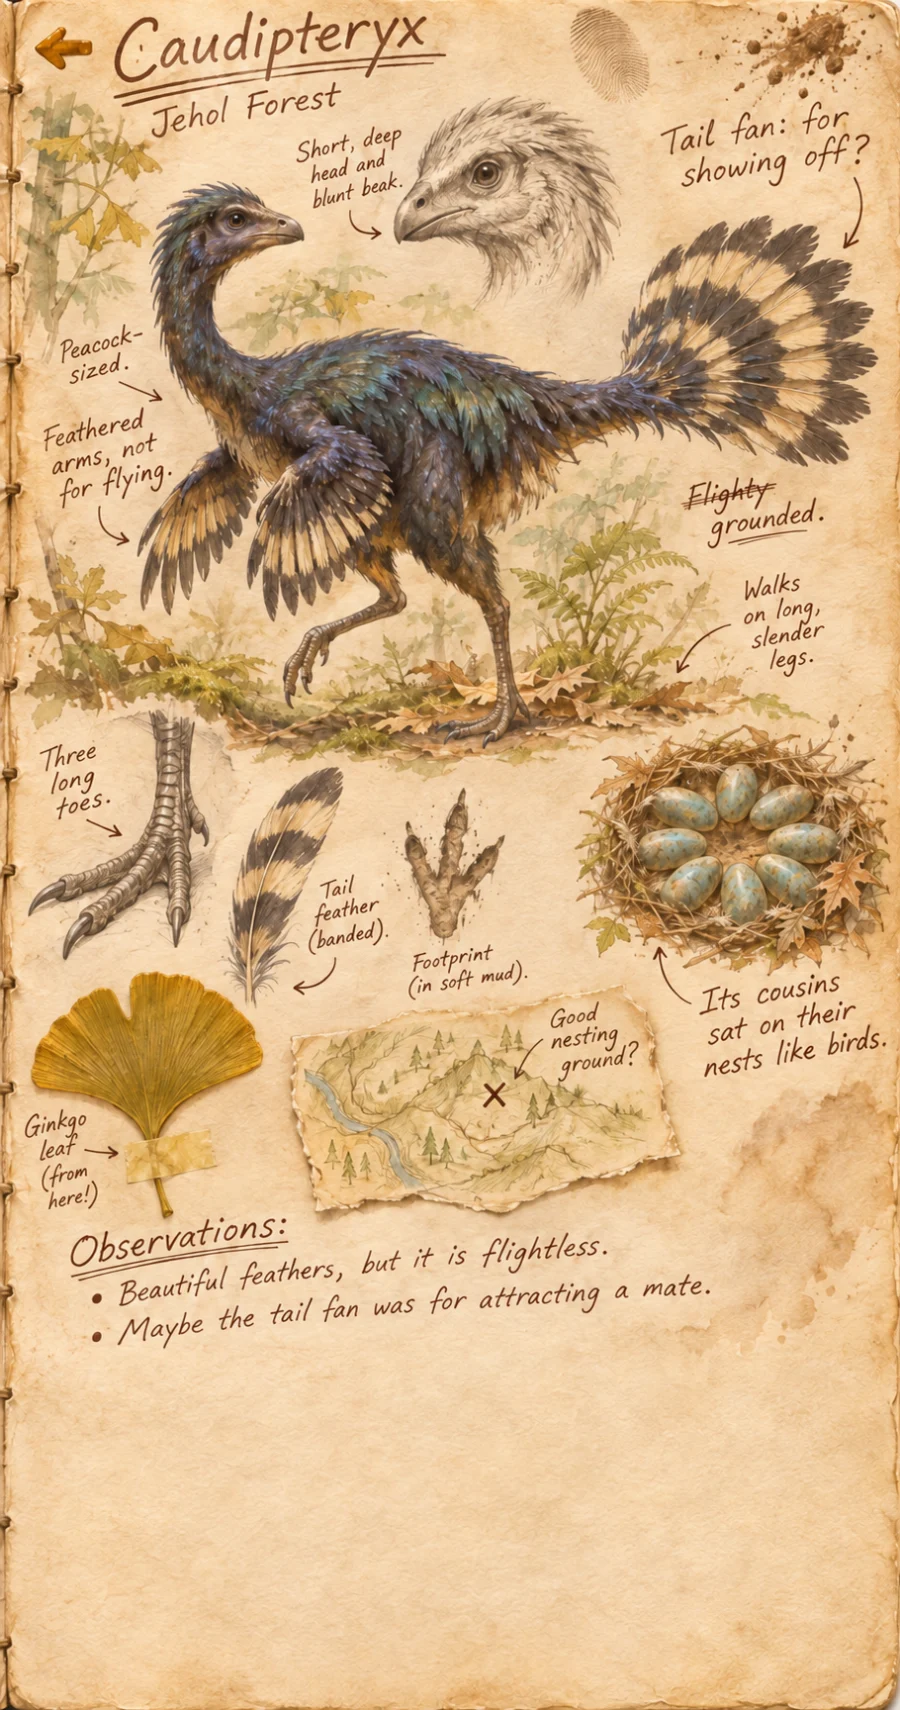 Caudipteryx
Jehol Forest
Short, deep
head and
blunt beak.
Tail fan: for
showing off?
Peacock-
sized.
Feathered
arms, not
for flying.
Flighty
grounded.
Walks
on long,
slender
legs.
Three
long
toes.
Tail
feather
(banded).
Footprint
(in soft mud).
Its cousins
sat on their
nests like birds.
Good
nesting
ground?
Ginkgo
leaf
(from
here!)
Observations:
• Beautiful feathers, but it is flightless.
• Maybe the tail fan was for attracting a mate.